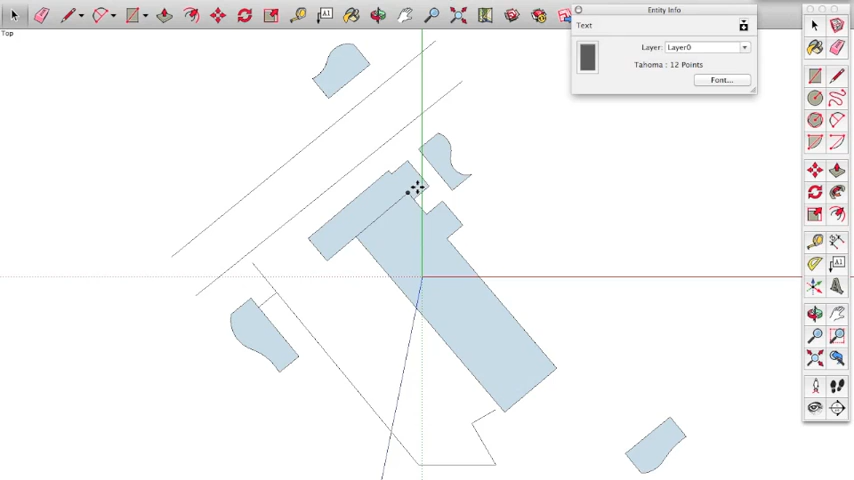 Entity Info
Top
Text
Layer: Layer0
Tahoma : 12 Points
Font...